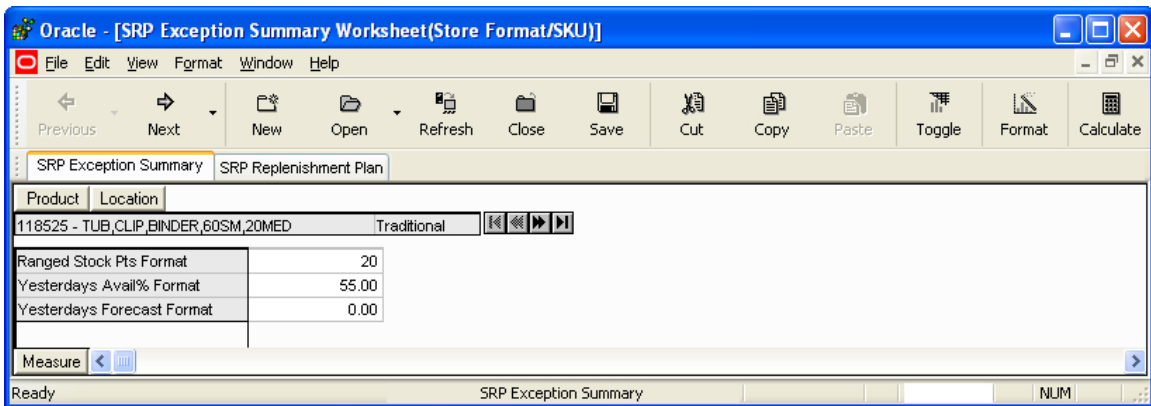 Oracle - [SRP Exception Summary Worksheet(Store Format/SKU)]
File Edit View Format Window Help
Previous Next New Open Refresh Close Save Cut Copy Paste Toggle Format Calculate
SRP Exception Summary SRP Replenishment Plan
Product Location
118525 - TUB,CLIP,BINDER,60SM,20MED Traditional
Ranged Stock Pts Format 20
Yesterdays Avail% Format 55.00
Yesterdays Forecast Format 0.00
Measure
Ready SRP Exception Summary NUM